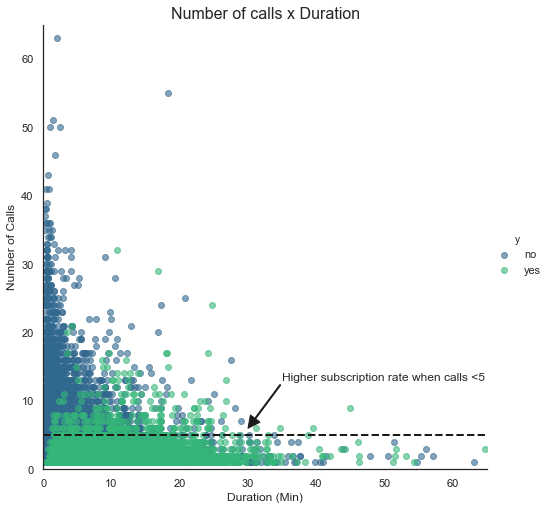 Number of calls x Duration
60
50
40
30
20
10
0
Number of Calls
Higher subscription rate when calls <5
y
no
yes
0 10 20 30 40 50 60
Duration (Min)